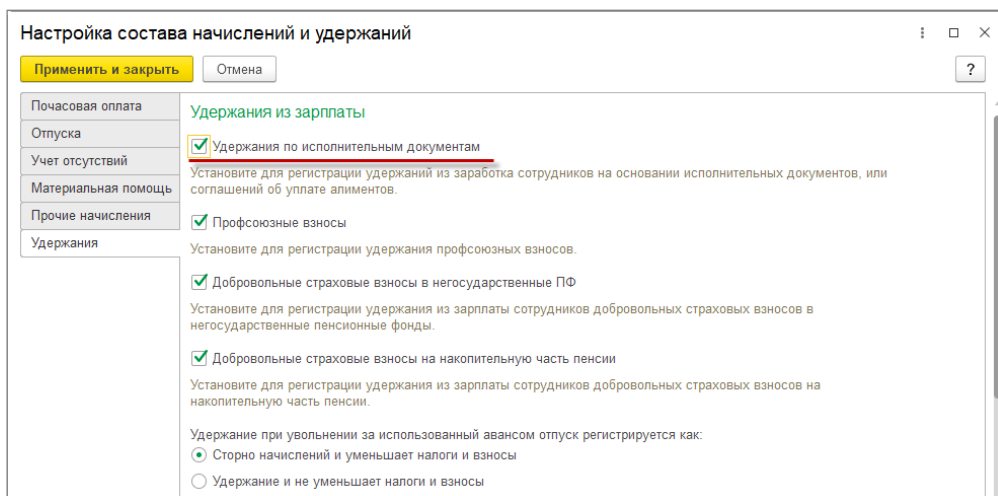 Настройка состава начислений и удержаний
Применить и закрыть
Отмена
?
Почасовая оплата
Отпуска
Учет отсутствий
Материальная помощь
Прочие начисления
Удержания
Удержания из зарплаты
Удержания по исполнительным документам
Установите для регистрации удержаний из заработка сотрудников на основании исполнительных документов, или
соглашений об уплате алиментов.
Профсоюзные взносы
Установите для регистрации удержания профсоюзных взносов.
Добровольные страховые взносы в негосударственные ПФ
Установите для регистрации удержания из зарплаты сотрудников добровольных страховых взносов в
негосударственные пенсионные фонды.
Добровольные страховые взносы на накопительную часть пенсии
Установите для регистрации удержания из зарплаты сотрудников добровольных страховых взносов на
накопительную часть пенсии.
Удержание при увольнении за использованный авансом отпуск регистрируется как:
Сторно начислений и уменьшает налоги и взносы
Удержание и не уменьшает налоги и взносы